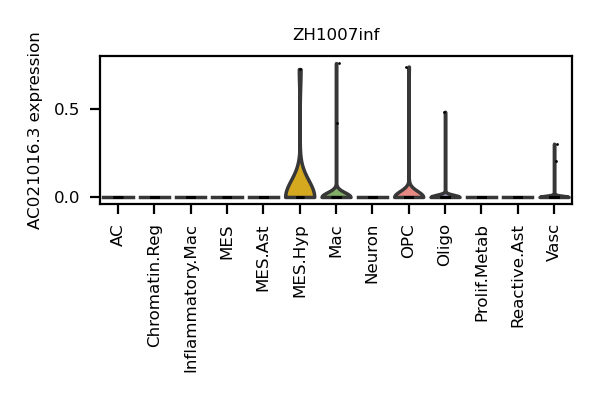 ZH1007inf
AC021016.3 expression
0.5
0.0
AC
Chromatin.Reg
Inflammatory.Mac
MES
MES.Ast
MES.Hyp
Mac
Neuron
OPC
Oligo
Prolif.Metab
Reactive.Ast
Vasc